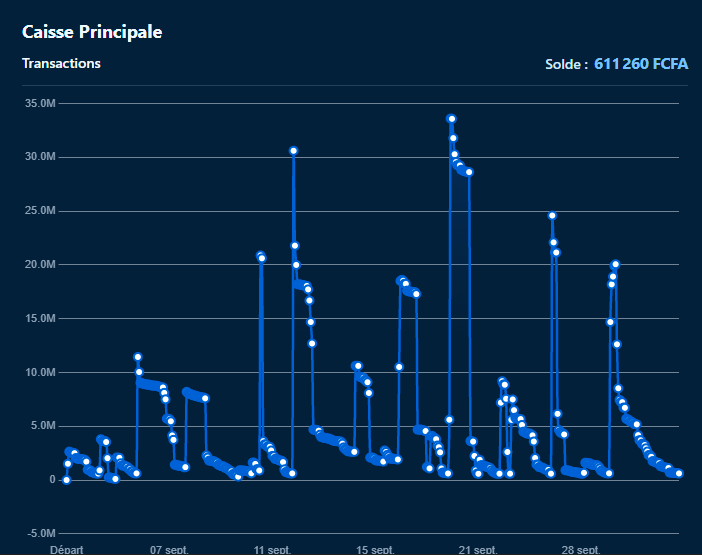 Caisse Principale
Transactions
Solde : 611 260 FCFA
35.0M
30.0M
25.0M
20.0M
15.0M
10.0M
5.0M
0
-5.0M
Départ 07 sept. 11 sept. 15 sept. 21 sept. 28 sept.